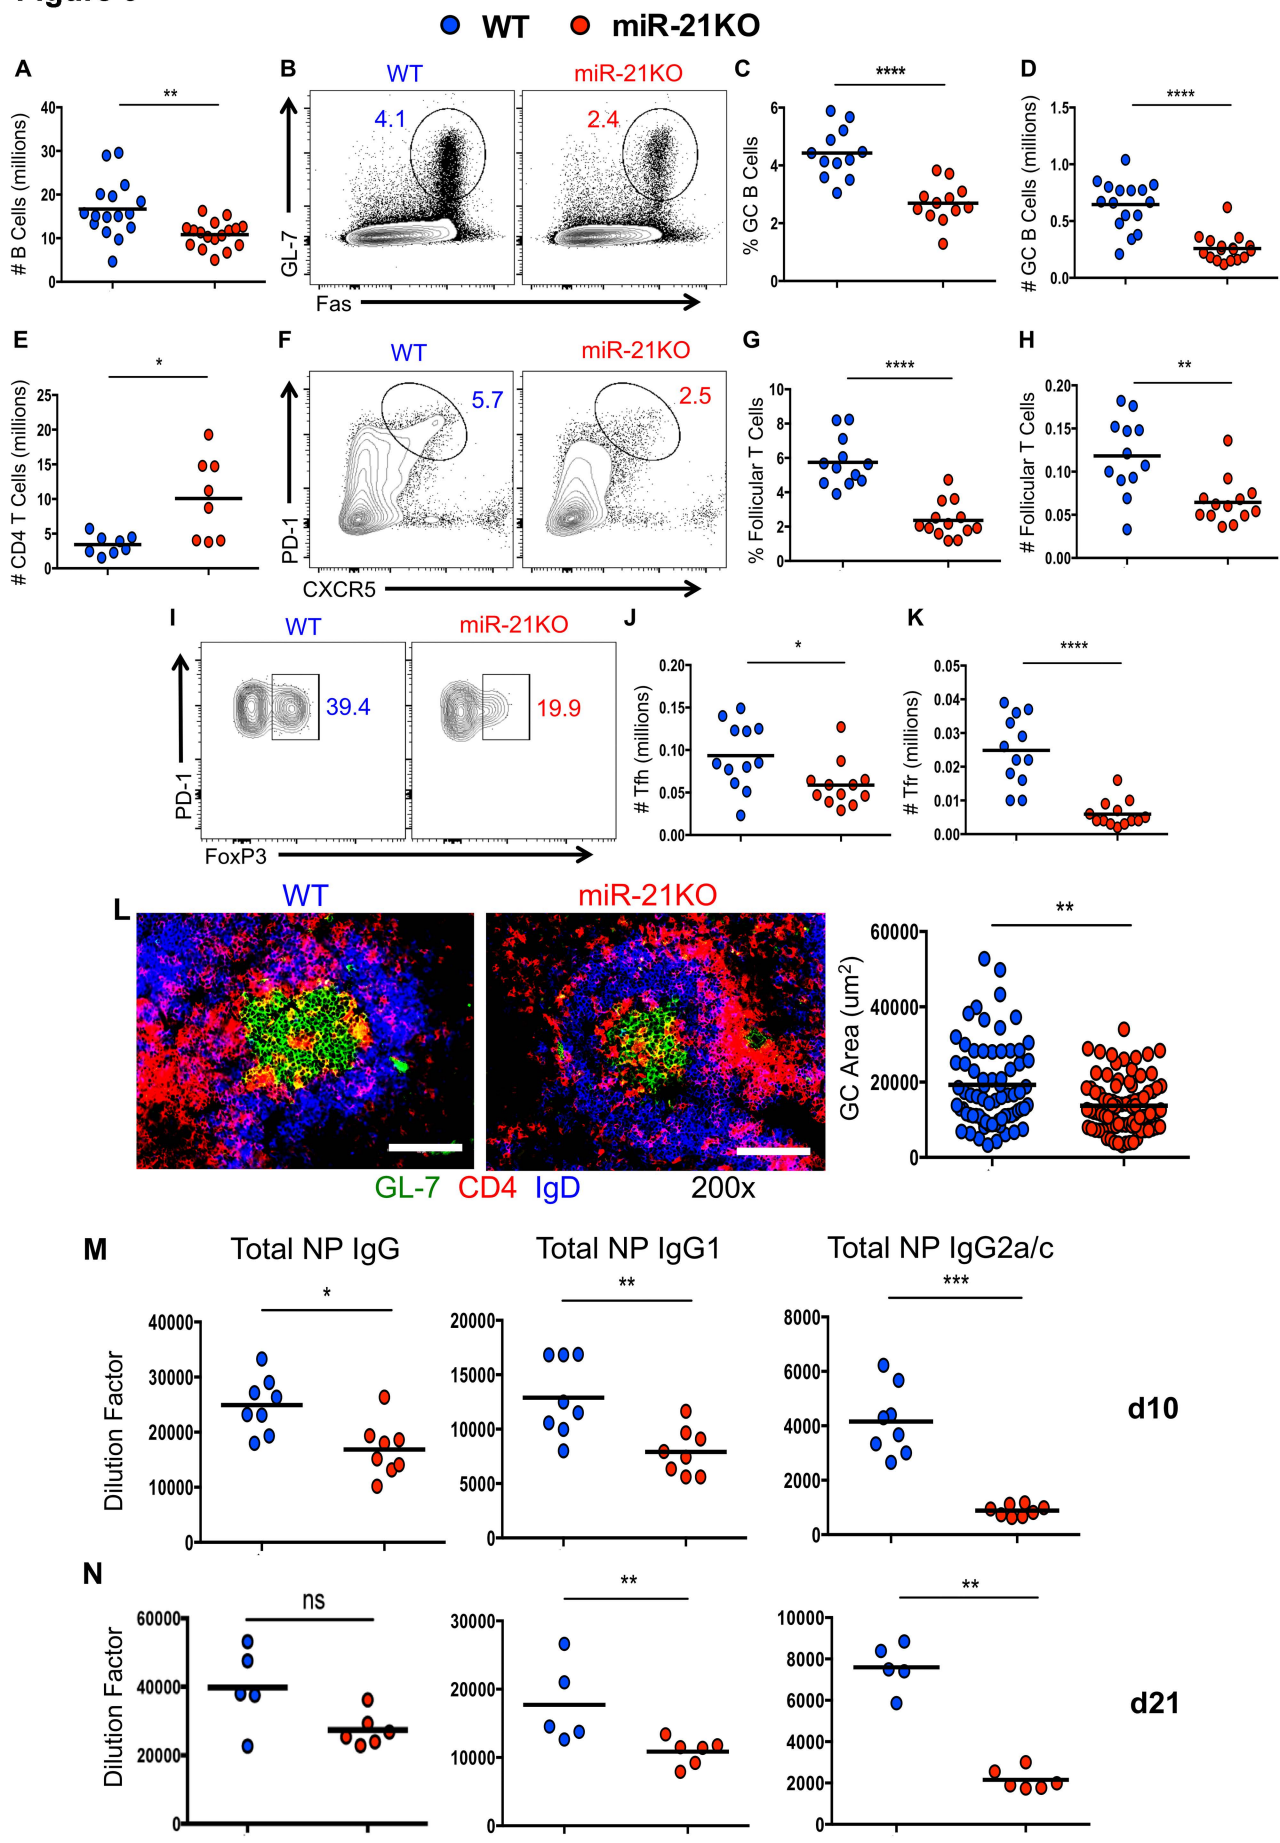 WT miR-21KO
A
**
# B Cells (millions)
40
30
20
10
0
B
WT
miR-21KO
4.1
2.4
GL-7
Fas
C
****
% GC B Cells
6
4
2
0
D
****
# GC B Cells (millions)
1.5
1.0
0.5
0.0
E
*
# CD4 T Cells (millions)
25
20
15
10
5
0
F
WT
miR-21KO
5.7
2.5
PD-1
CXCR5
G
****
% Follicular T Cells
10
8
6
4
2
0
H
**
# Follicular T Cells
0.20
0.15
0.10
0.05
0.00
I
WT
miR-21KO
39.4
19.9
PD-1
FoxP3
J
*
# Tfh (millions)
0.20
0.15
0.10
0.05
0.00
K
****
# Tfr (millions)
0.05
0.04
0.03
0.02
0.01
0.00
L
WT
miR-21KO
GL-7 CD4 IgD 200x
**
GC Area (um²)
60000
40000
20000
0
M
Total NP IgG
Total NP IgG1
Total NP IgG2a/c
*
Dilution Factor
40000
30000
20000
10000
0
**
20000
15000
10000
5000
0
***
8000
6000
4000
2000
0
d10
N
ns
Dilution Factor
60000
40000
20000
0
**
30000
20000
10000
0
**
10000
8000
6000
4000
2000
0
d21